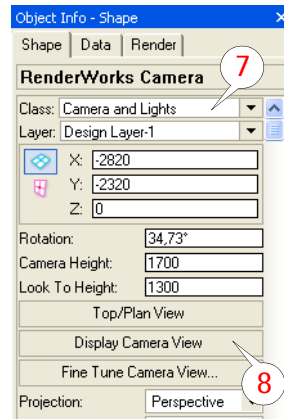 Object Info - Shape
Shape Data Render
7
RenderWorks Camera
Class: Camera and Lights
Layer: Design Layer-1
X: -2820
Y: -2320
Z: 0
Rotation: 34,73°
Camera Height: 1700
Look To Height: 1300
Top/Plan View
Display Camera View
Fine Tune Camera View...
8
Projection: Perspective